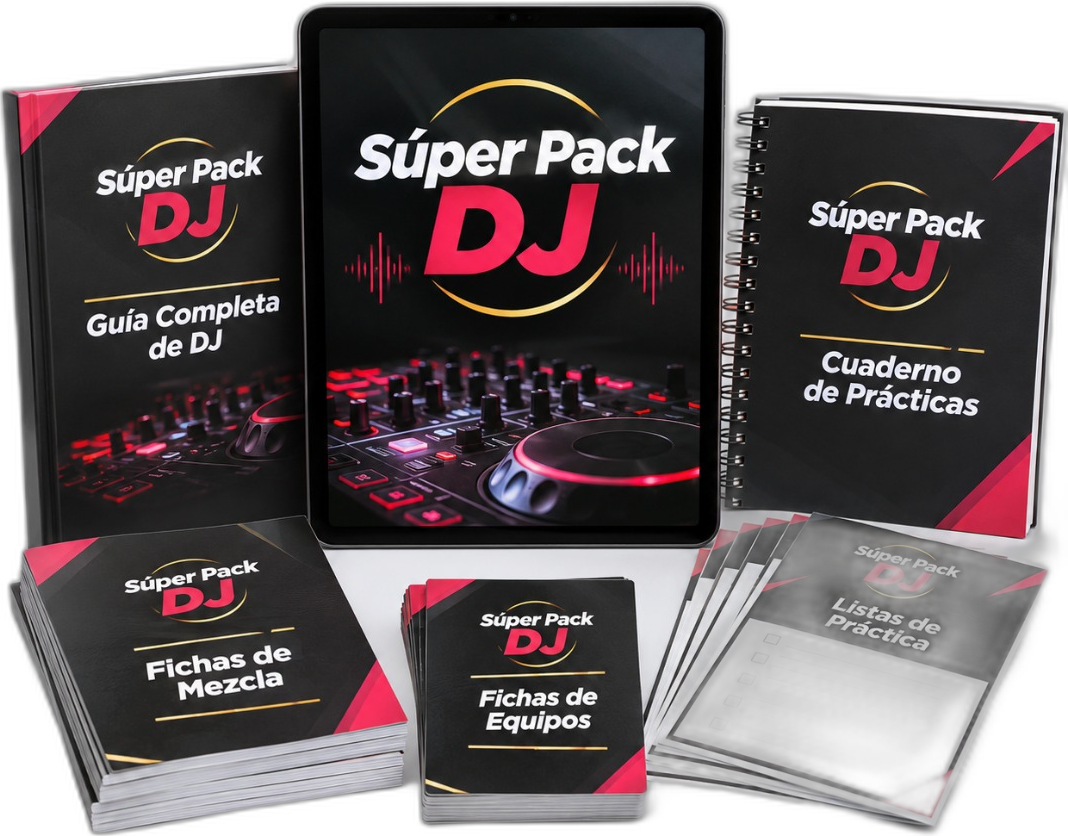 Súper Pack
DJ
Guía Completa
de DJ
Súper Pack
DJ
Súper Pack
DJ
Cuaderno
de Prácticas
Súper Pack
DJ
Fichas de
Mezcla
Súper Pack
DJ
Fichas de
Equipos
Súper Pack
DJ
Listas de
Práctica